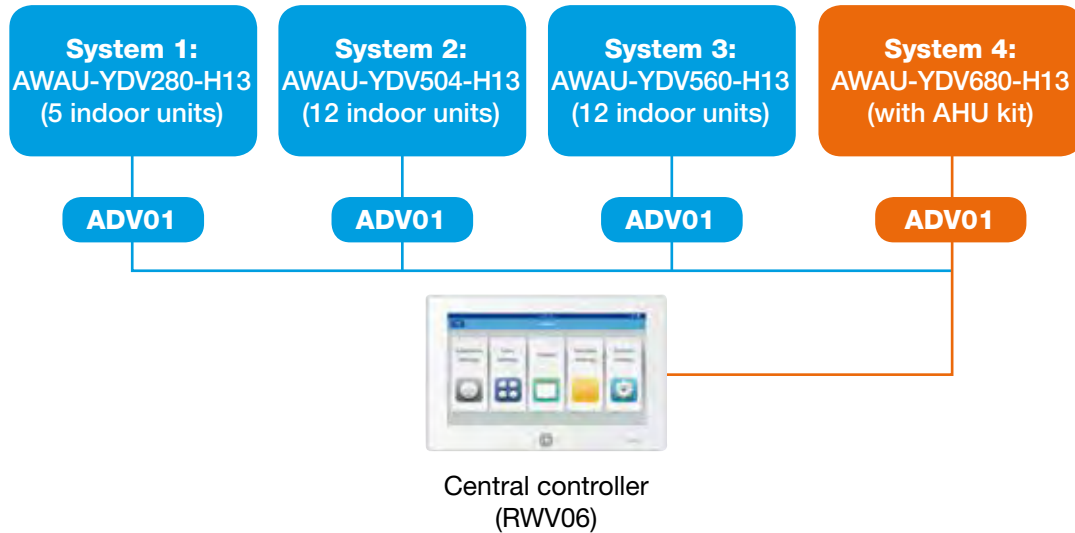 System 1:
AWAU-YDV280-H13
(5 indoor units)
System 2:
AWAU-YDV504-H13
(12 indoor units)
System 3:
AWAU-YDV560-H13
(12 indoor units)
System 4:
AWAU-YDV680-H13
(with AHU kit)
ADV01
ADV01
ADV01
ADV01
Central controller
(RWV06)